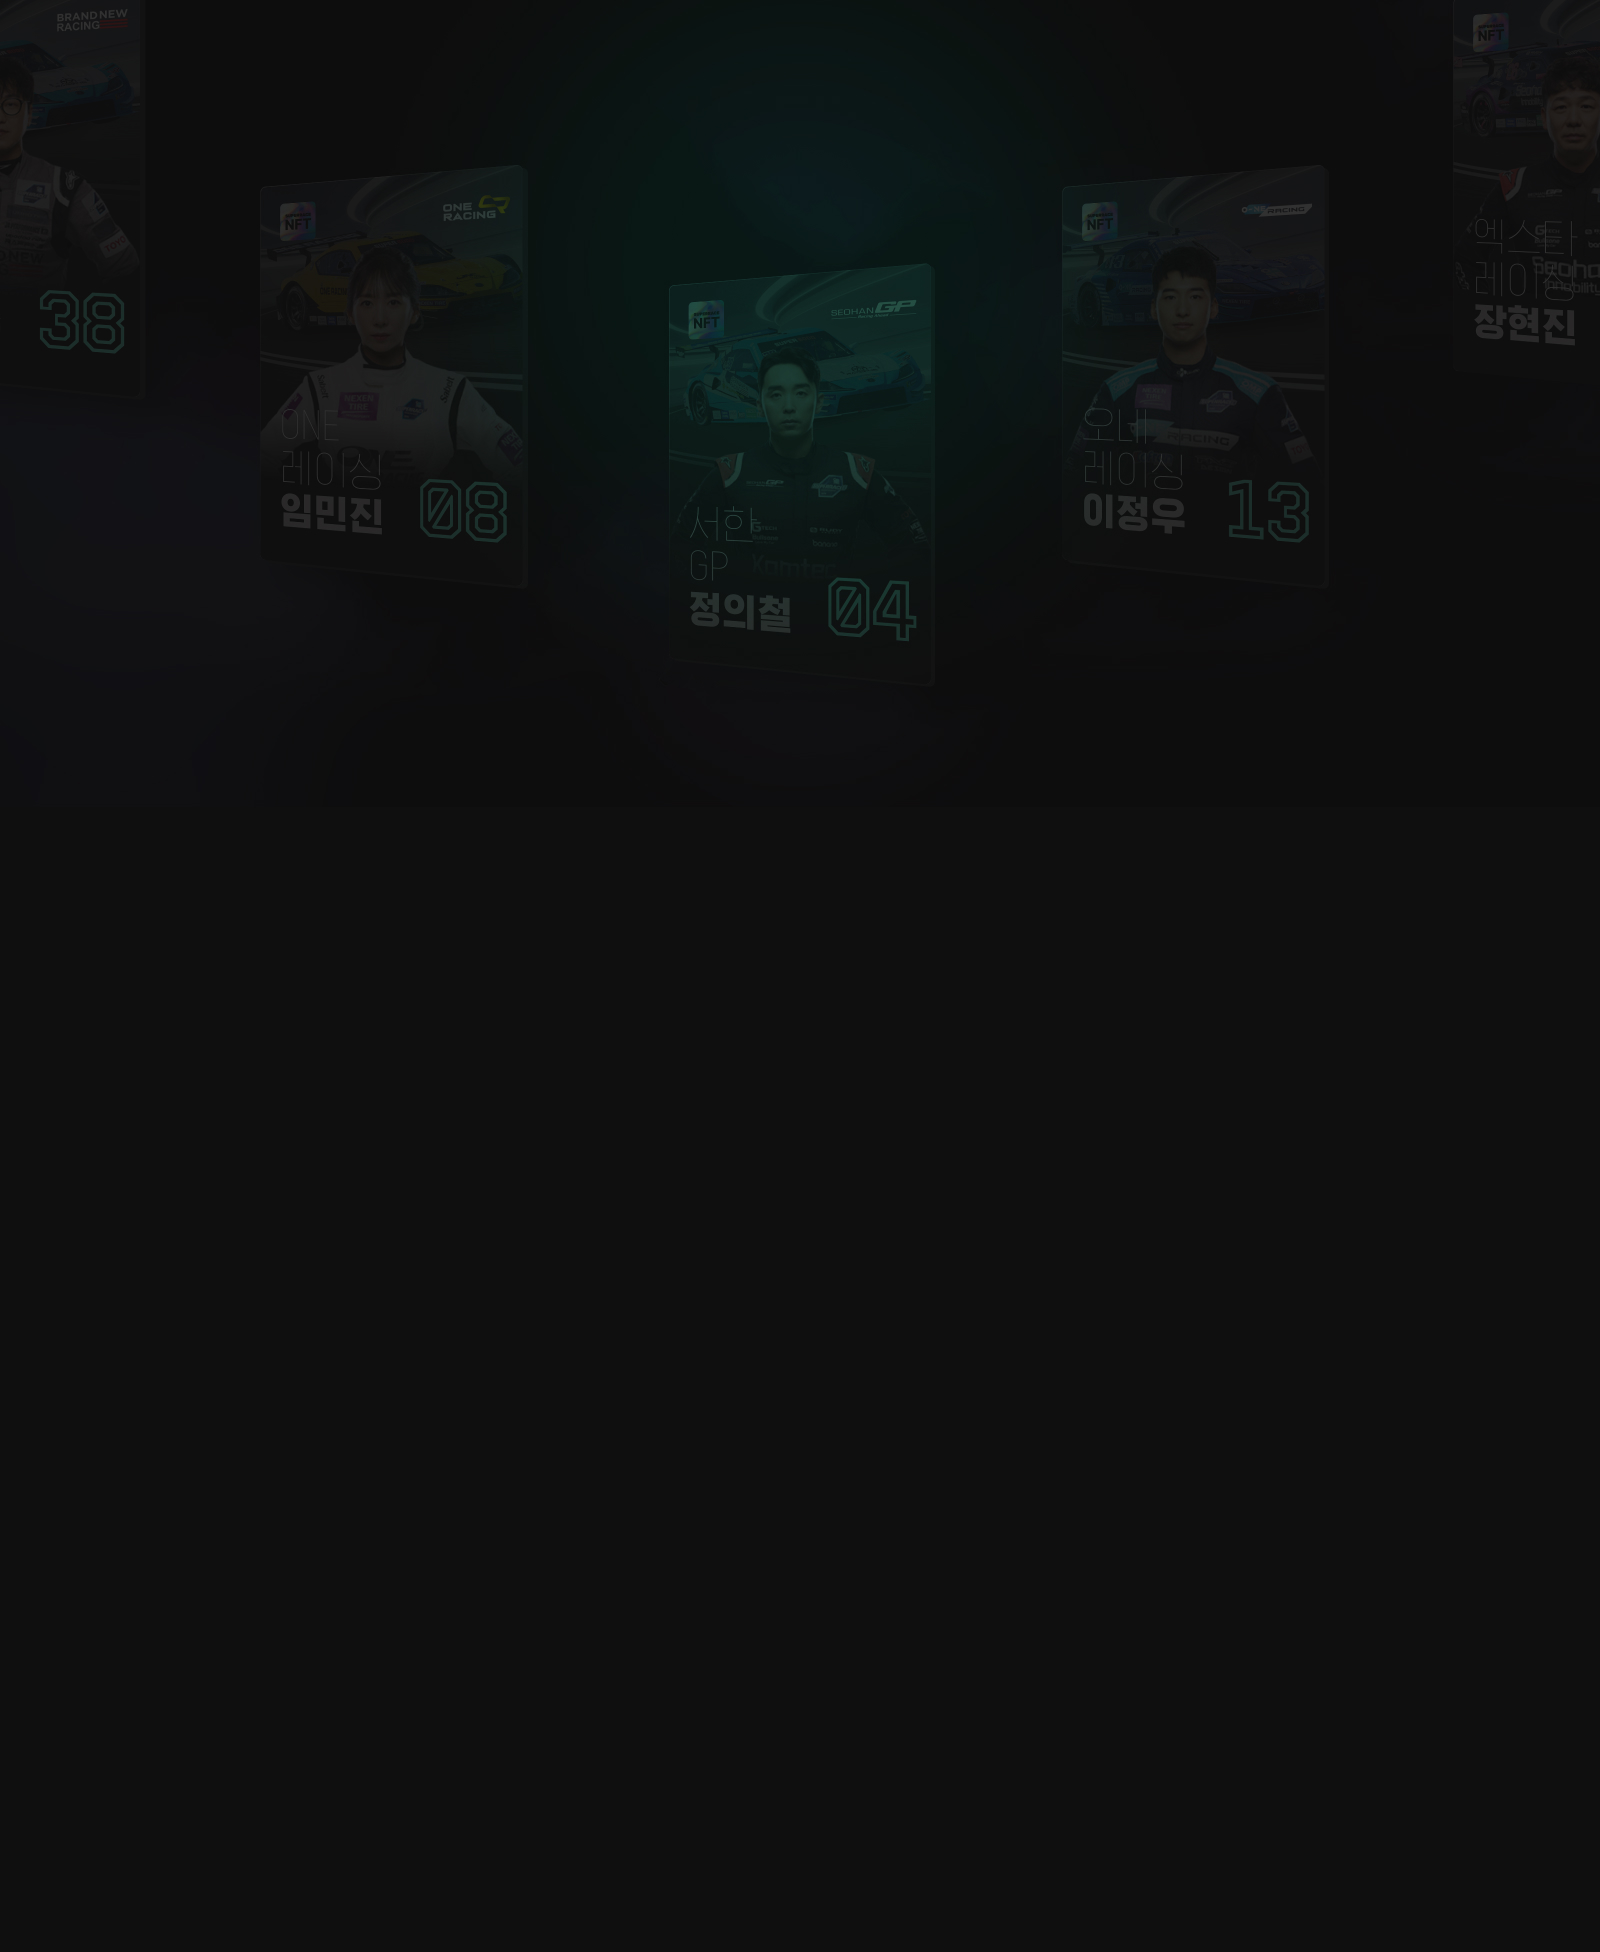 BRAND NEW
RACING
38
NFT
ONE
RACING
ONE
레이싱
임민진
08
NFT
SEOHAN GP
서한
GP
정의철
04
NFT
RACING
오네
레이싱
이정우
13
NFT
엑스타
레이싱
장현진